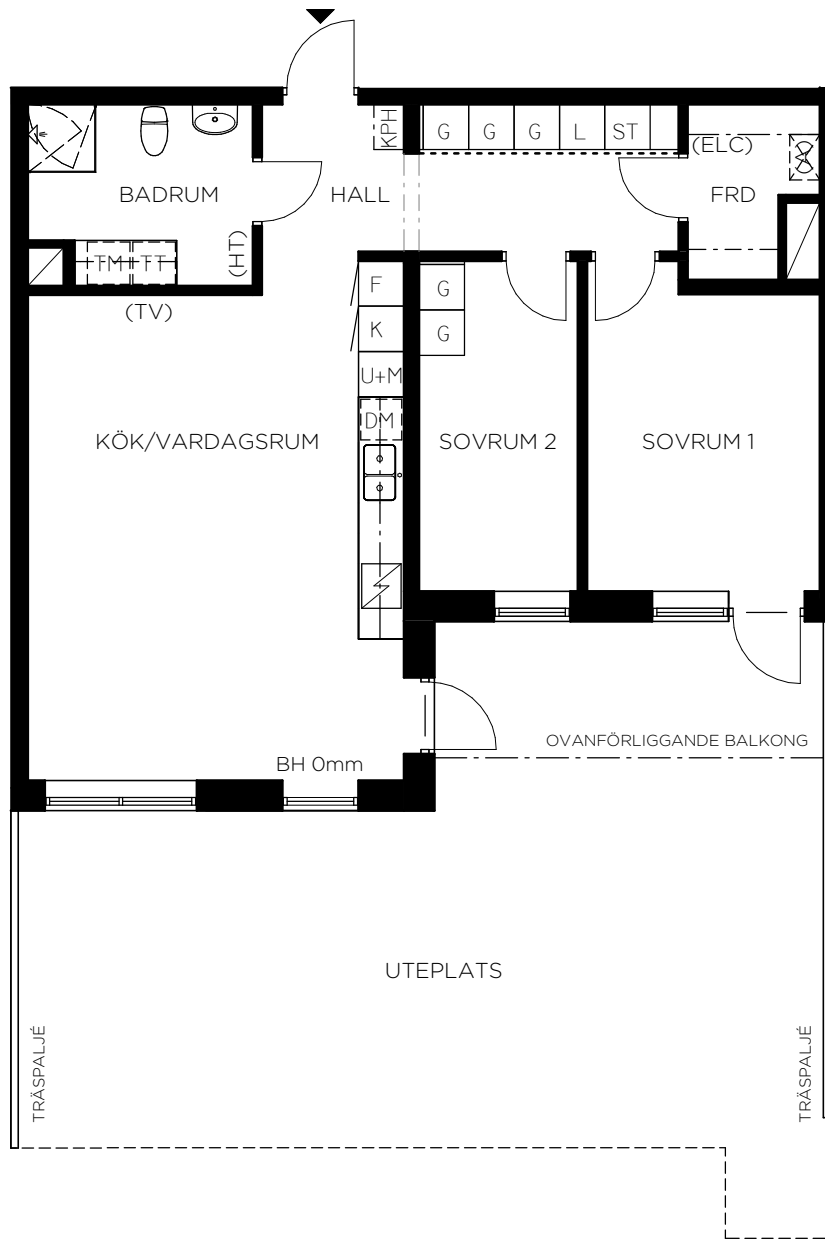 KPH
G
G
G
L
ST
(ELC)
BADRUM
HALL
FRD
(HT)
TM
TT
(TV)
F
G
K
G
U+M
DM
KÖK/VARDAGSRUM
SOVRUM 2
SOVRUM 1
OVANFÖRLIGGANDE BALKONG
BH 0mm
UTEPLATS
TRÄSPALJÉ
TRÄSPALJÉ